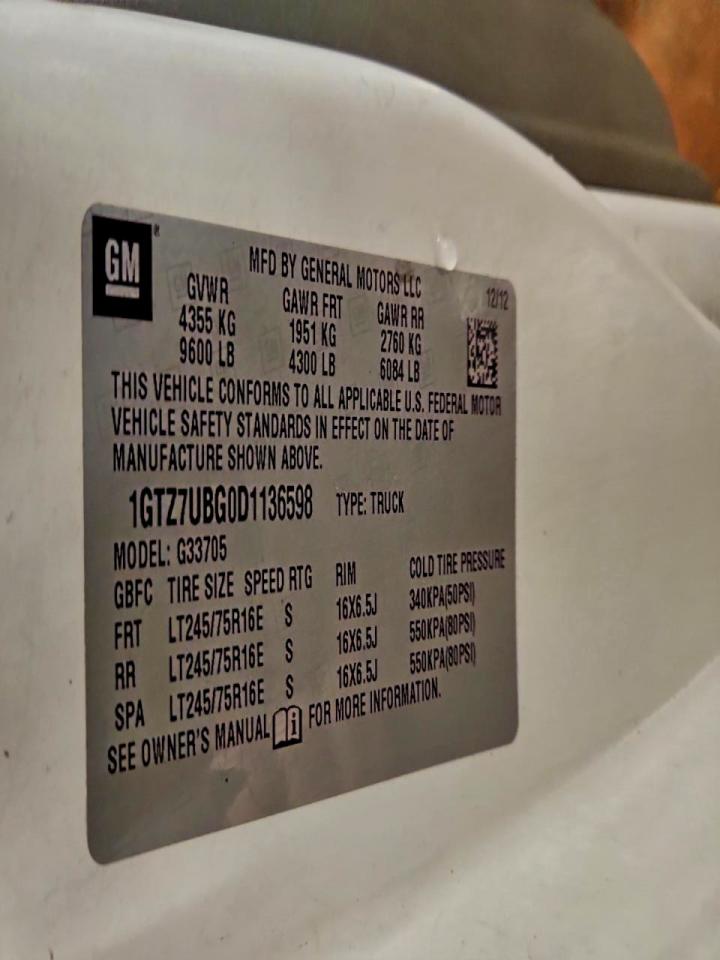 GM
MFD BY GENERAL MOTORS LLC
12/12
GVWR GAWR FRT GAWR RR
4355 KG 1951 KG 2760 KG
9600 LB 4300 LB 6084 LB
THIS VEHICLE CONFORMS TO ALL APPLICABLE U.S. FEDERAL MOTOR
VEHICLE SAFETY STANDARDS IN EFFECT ON THE DATE OF
MANUFACTURE SHOWN ABOVE.
1GTZ7UBG0D1136598 TYPE: TRUCK
MODEL: G33705
GBFC TIRE SIZE SPEED RTG RIM COLD TIRE PRESSURE
FRT LT245/75R16E S 16X6.5J 340KPA(50PSI)
RR LT245/75R16E S 16X6.5J 550KPA(80PSI)
SPA LT245/75R16E S 16X6.5J 550KPA(80PSI)
SEE OWNER'S MANUAL i FOR MORE INFORMATION.